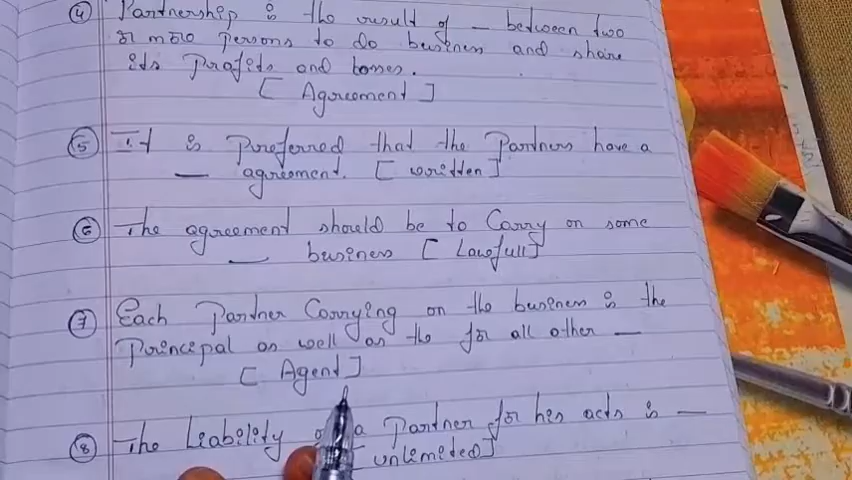 ④ Partnership is the result of _ between two
or more persons to do business and share
its Profits and losses.
[ Agreement ]
⑤ It is Preferred that the Partners have a
_ agreement. [ written ]
⑥ The agreement should be to Carry on some
_ business [ Lawfull ]
⑦ Each Partner Carrying on the business is the
Principal as well as the for all other _
[ Agent ]
⑧ The Liability of a Partner for his acts is _
[ unlimited ]